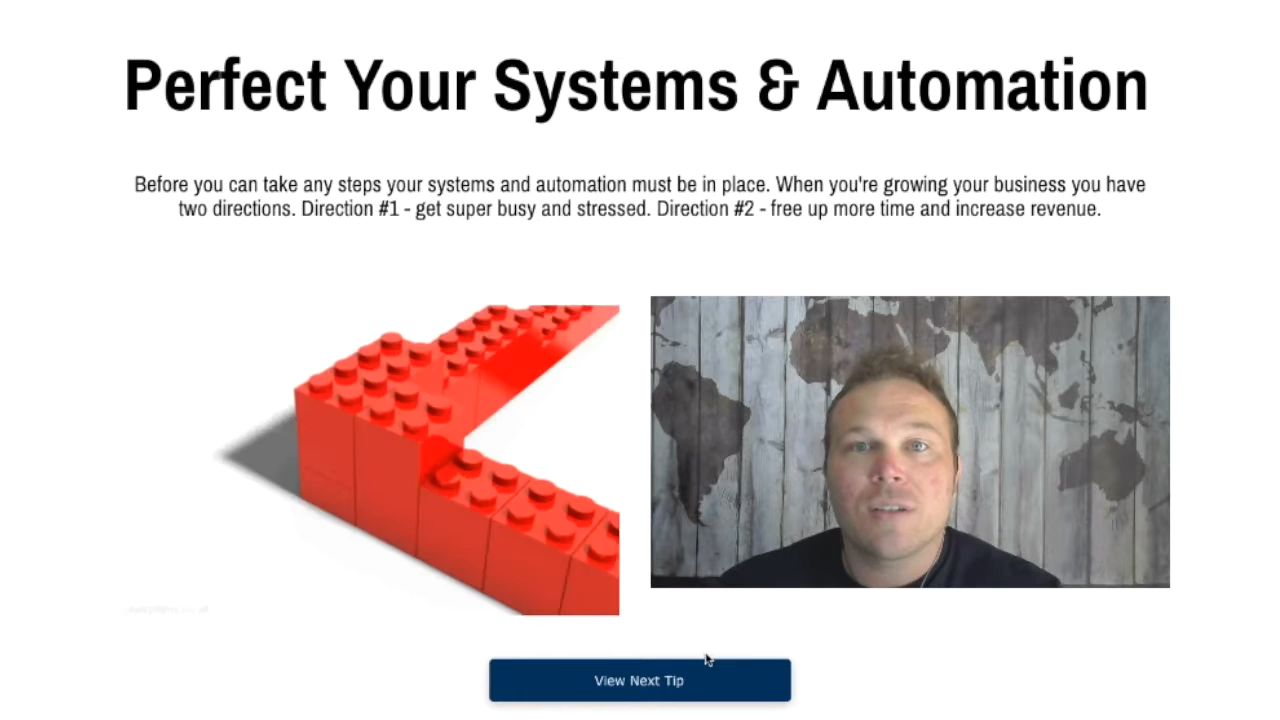 Perfect Your Systems & Automation
Before you can take any steps your systems and automation must be in place. When you're growing your business you have
two directions. Direction #1 - get super busy and stressed. Direction #2 - free up more time and increase revenue.
View Next Tip